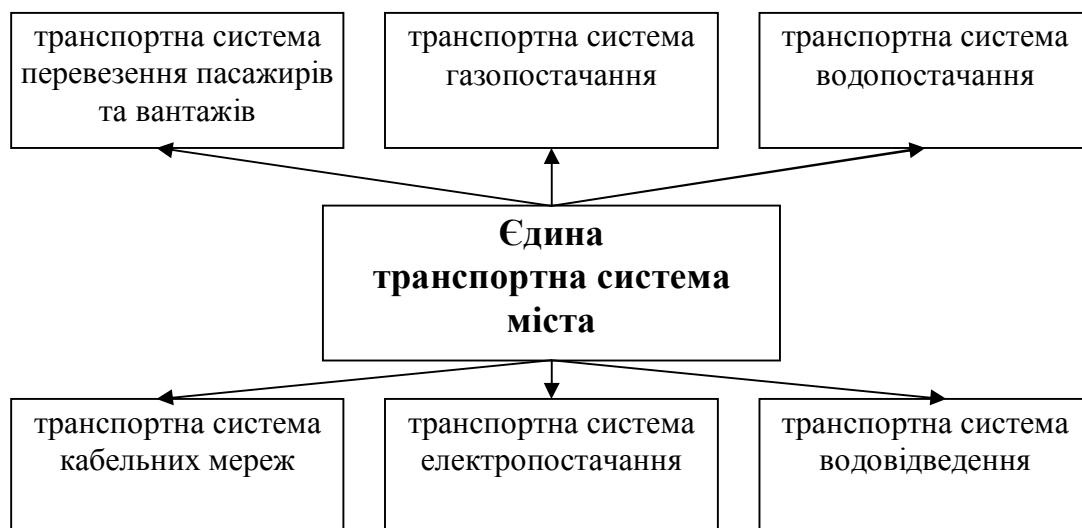 транспортна система
перевезення пасажирів
та вантажів
транспортна система
газопостачання
транспортна система
водопостачання
Єдина
транспортна система
міста
транспортна система
кабельних мереж
транспортна система
електропостачання
транспортна система
водовідведення